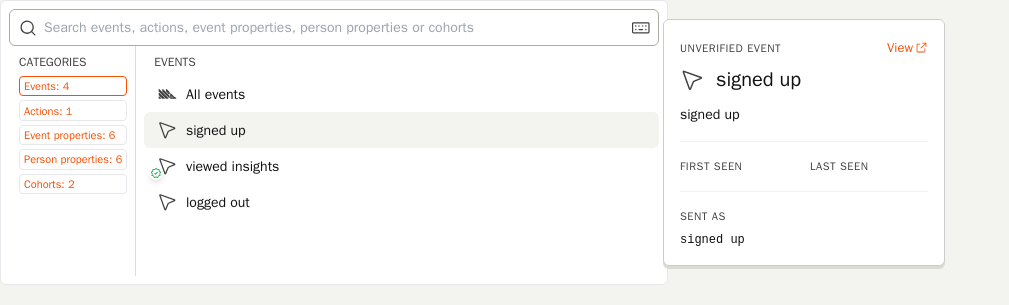 Search events, actions, event properties, person properties or cohorts
CATEGORIES
Events: 4
Actions: 1
Event properties: 6
Person properties: 6
Cohorts: 2
EVENTS
All events
signed up
viewed insights
logged out
UNVERIFIED EVENT
View
signed up
signed up
FIRST SEEN
LAST SEEN
SENT AS
signed up